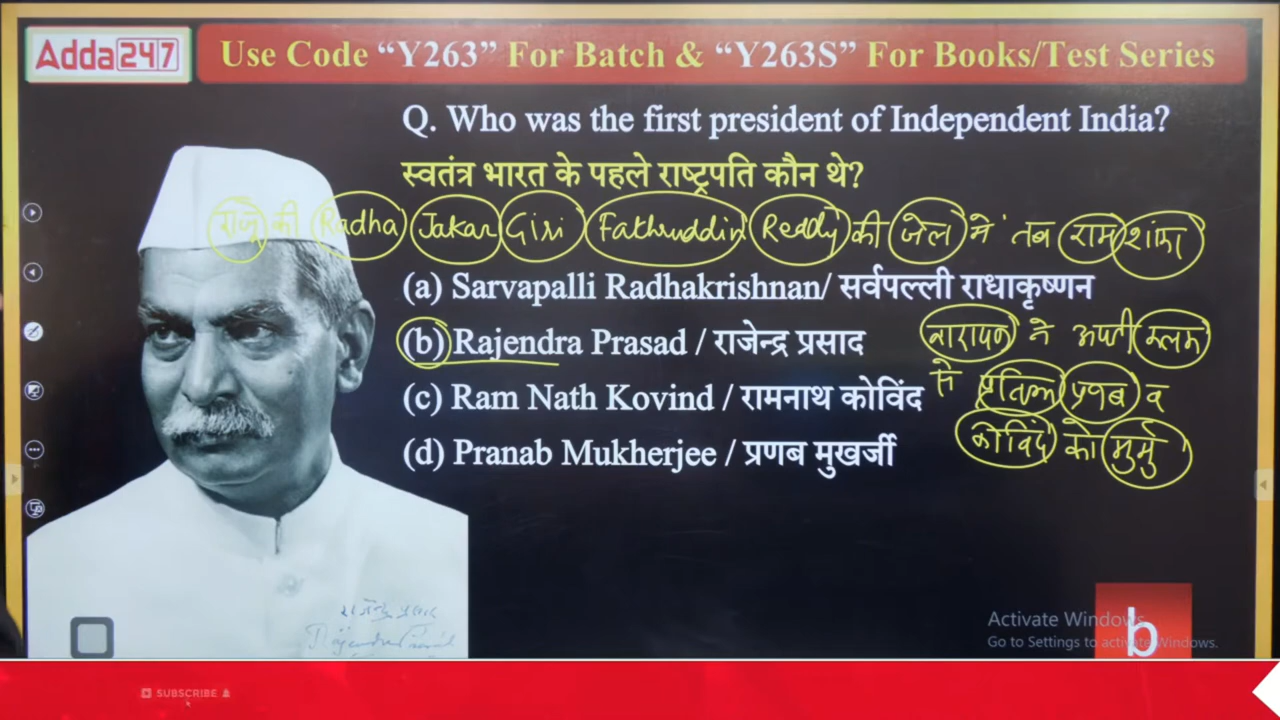 Adda247
Use Code “Y263” For Batch & “Y263S” For Books/Test Series
Q. Who was the first president of Independent India?
स्वतंत्र भारत के पहले राष्ट्रपति कौन थे?
राजू की Radha Jakar Giri Fathruddin Reddy की जेल में तब राम शंकर
(a) Sarvapalli Radhakrishnan/ सर्वपल्ली राधाकृष्णन
(b) Rajendra Prasad / राजेन्द्र प्रसाद
नारायण ने अपनी कलम
(c) Ram Nath Kovind / रामनाथ कोविंद
से प्रतिभा प्रणब व
(d) Pranab Mukherjee / प्रणब मुखर्जी
कोविंद को मुर्मु
Activate Windows
Go to Settings to activate Windows.
b
SUBSCRIBE